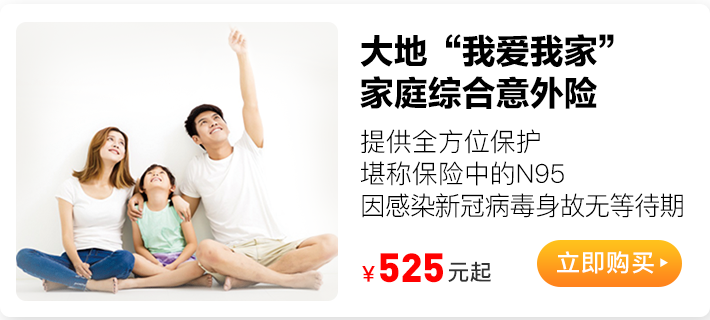 大地“我爱我家”
家庭综合意外险
提供全方位保护
堪称保险中的N95
因感染新冠病毒身故无等待期
¥525元起
立即购买